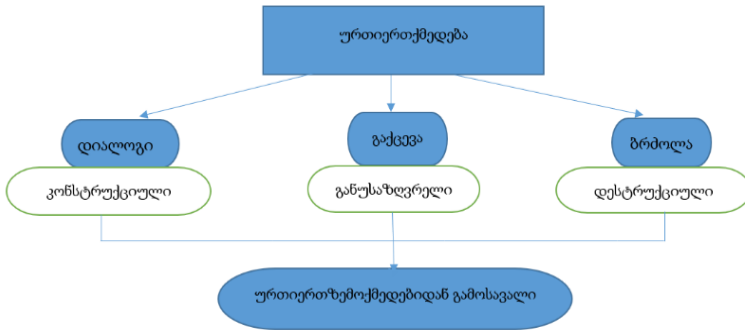 ურთიერთქმედება
დიალოგი
გაქცევა
ბრძოლა
კონსტრუქციული
განუსაზღვრელი
დესტრუქციული
ურთიერთზემოქმედებიდან გამოსავალი